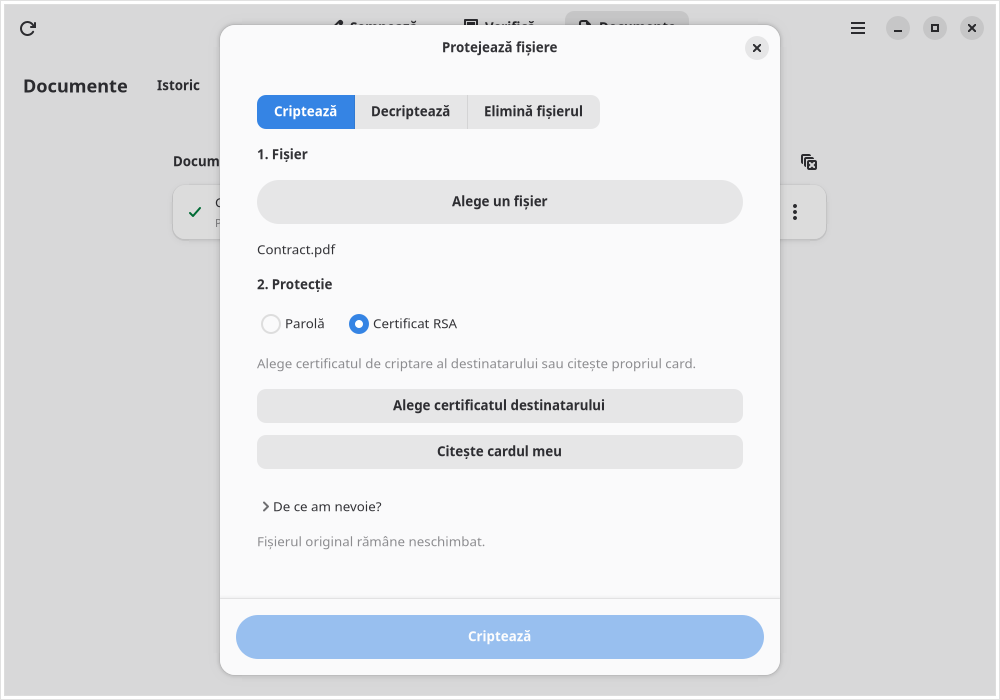 Protejează fișiere
Documente
Istoric
Criptează
Decriptează
Elimină fișierul
1. Fișier
Docum
Alege un fișier
Contract.pdf
2. Protecție
Parolă
Certificat RSA
Alege certificatul de criptare al destinatarului sau citește propriul card.
Alege certificatul destinatarului
Citește cardul meu
De ce am nevoie?
Fișierul original rămâne neschimbat.
Criptează